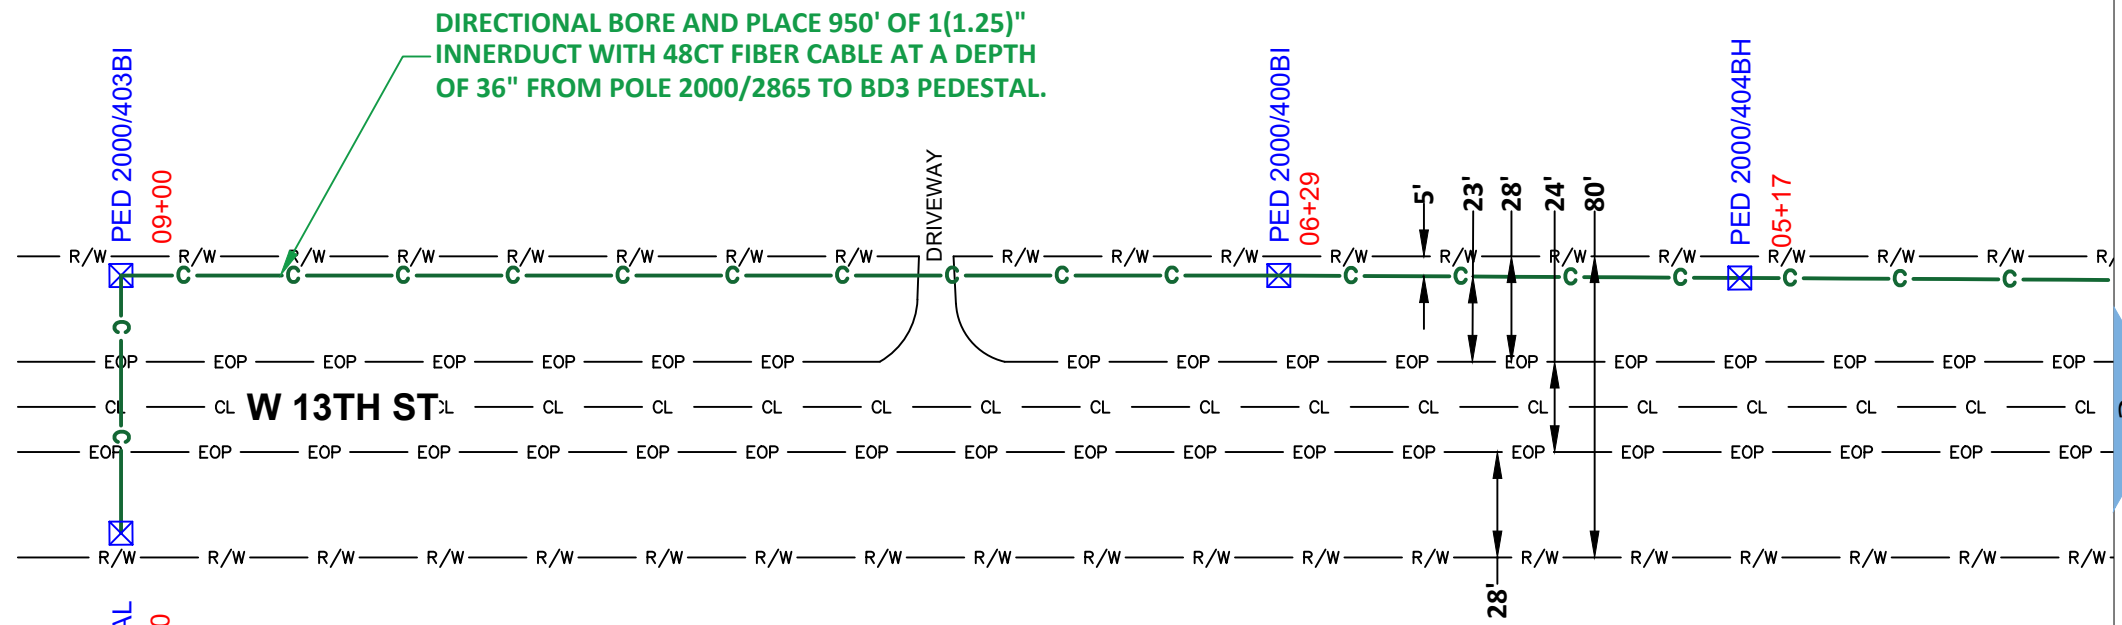 DIRECTIONAL BORE AND PLACE 950' OF 1(1.25)"
INNERDUCT WITH 48CT FIBER CABLE AT A DEPTH
OF 36" FROM POLE 2000/2865 TO BD3 PEDESTAL.
PED 2000/403BI
09+00
DRIVEWAY
PED 2000/400BI
06+29
5'
23'
28'
24'
80'
PED 2000/404BH
05+17
R/W R/W R/W R/W R/W R/W R/W R/W R/W R/W R/W R/W R/W R/W R/W R/W R/W R/
C C C C C C C C C C C C C C C C C
C
EOP EOP EOP EOP EOP EOP EOP EOP EOP EOP EOP EOP EOP EOP EOP EOP EOP
CL CL W 13TH ST CL CL CL CL CL CL CL CL CL CL CL CL CL CL CL
C
EOP EOP EOP EOP EOP EOP EOP EOP EOP EOP EOP EOP EOP EOP EOP EOP EOP EOP EOP
R/W R/W R/W R/W R/W R/W R/W R/W R/W R/W R/W R/W R/W R/W R/W R/W R/W R/W R/W
28'
AL
0